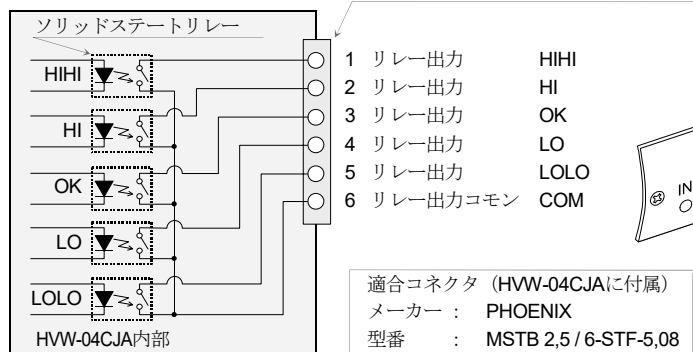 ソリッドステートリレー
HIHI
HI
OK
LO
LOLO
HVW-04CJA内部
1 リレー出力 HIHI
2 リレー出力 HI
3 リレー出力 OK
4 リレー出力 LO
5 リレー出力 LOLO
6 リレー出力コモン COM
IN
適合コネクタ（HVW-04CJAに付属）
メーカー : PHOENIX
型番 : MSTB 2,5 / 6-STF-5,08